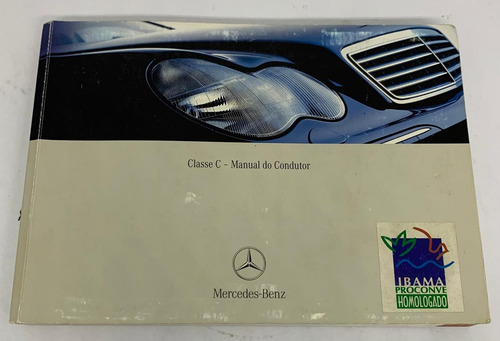 Classe C – Manual do Condutor
Mercedes-Benz
IBAMA
PROCONVE
HOMOLOGADO